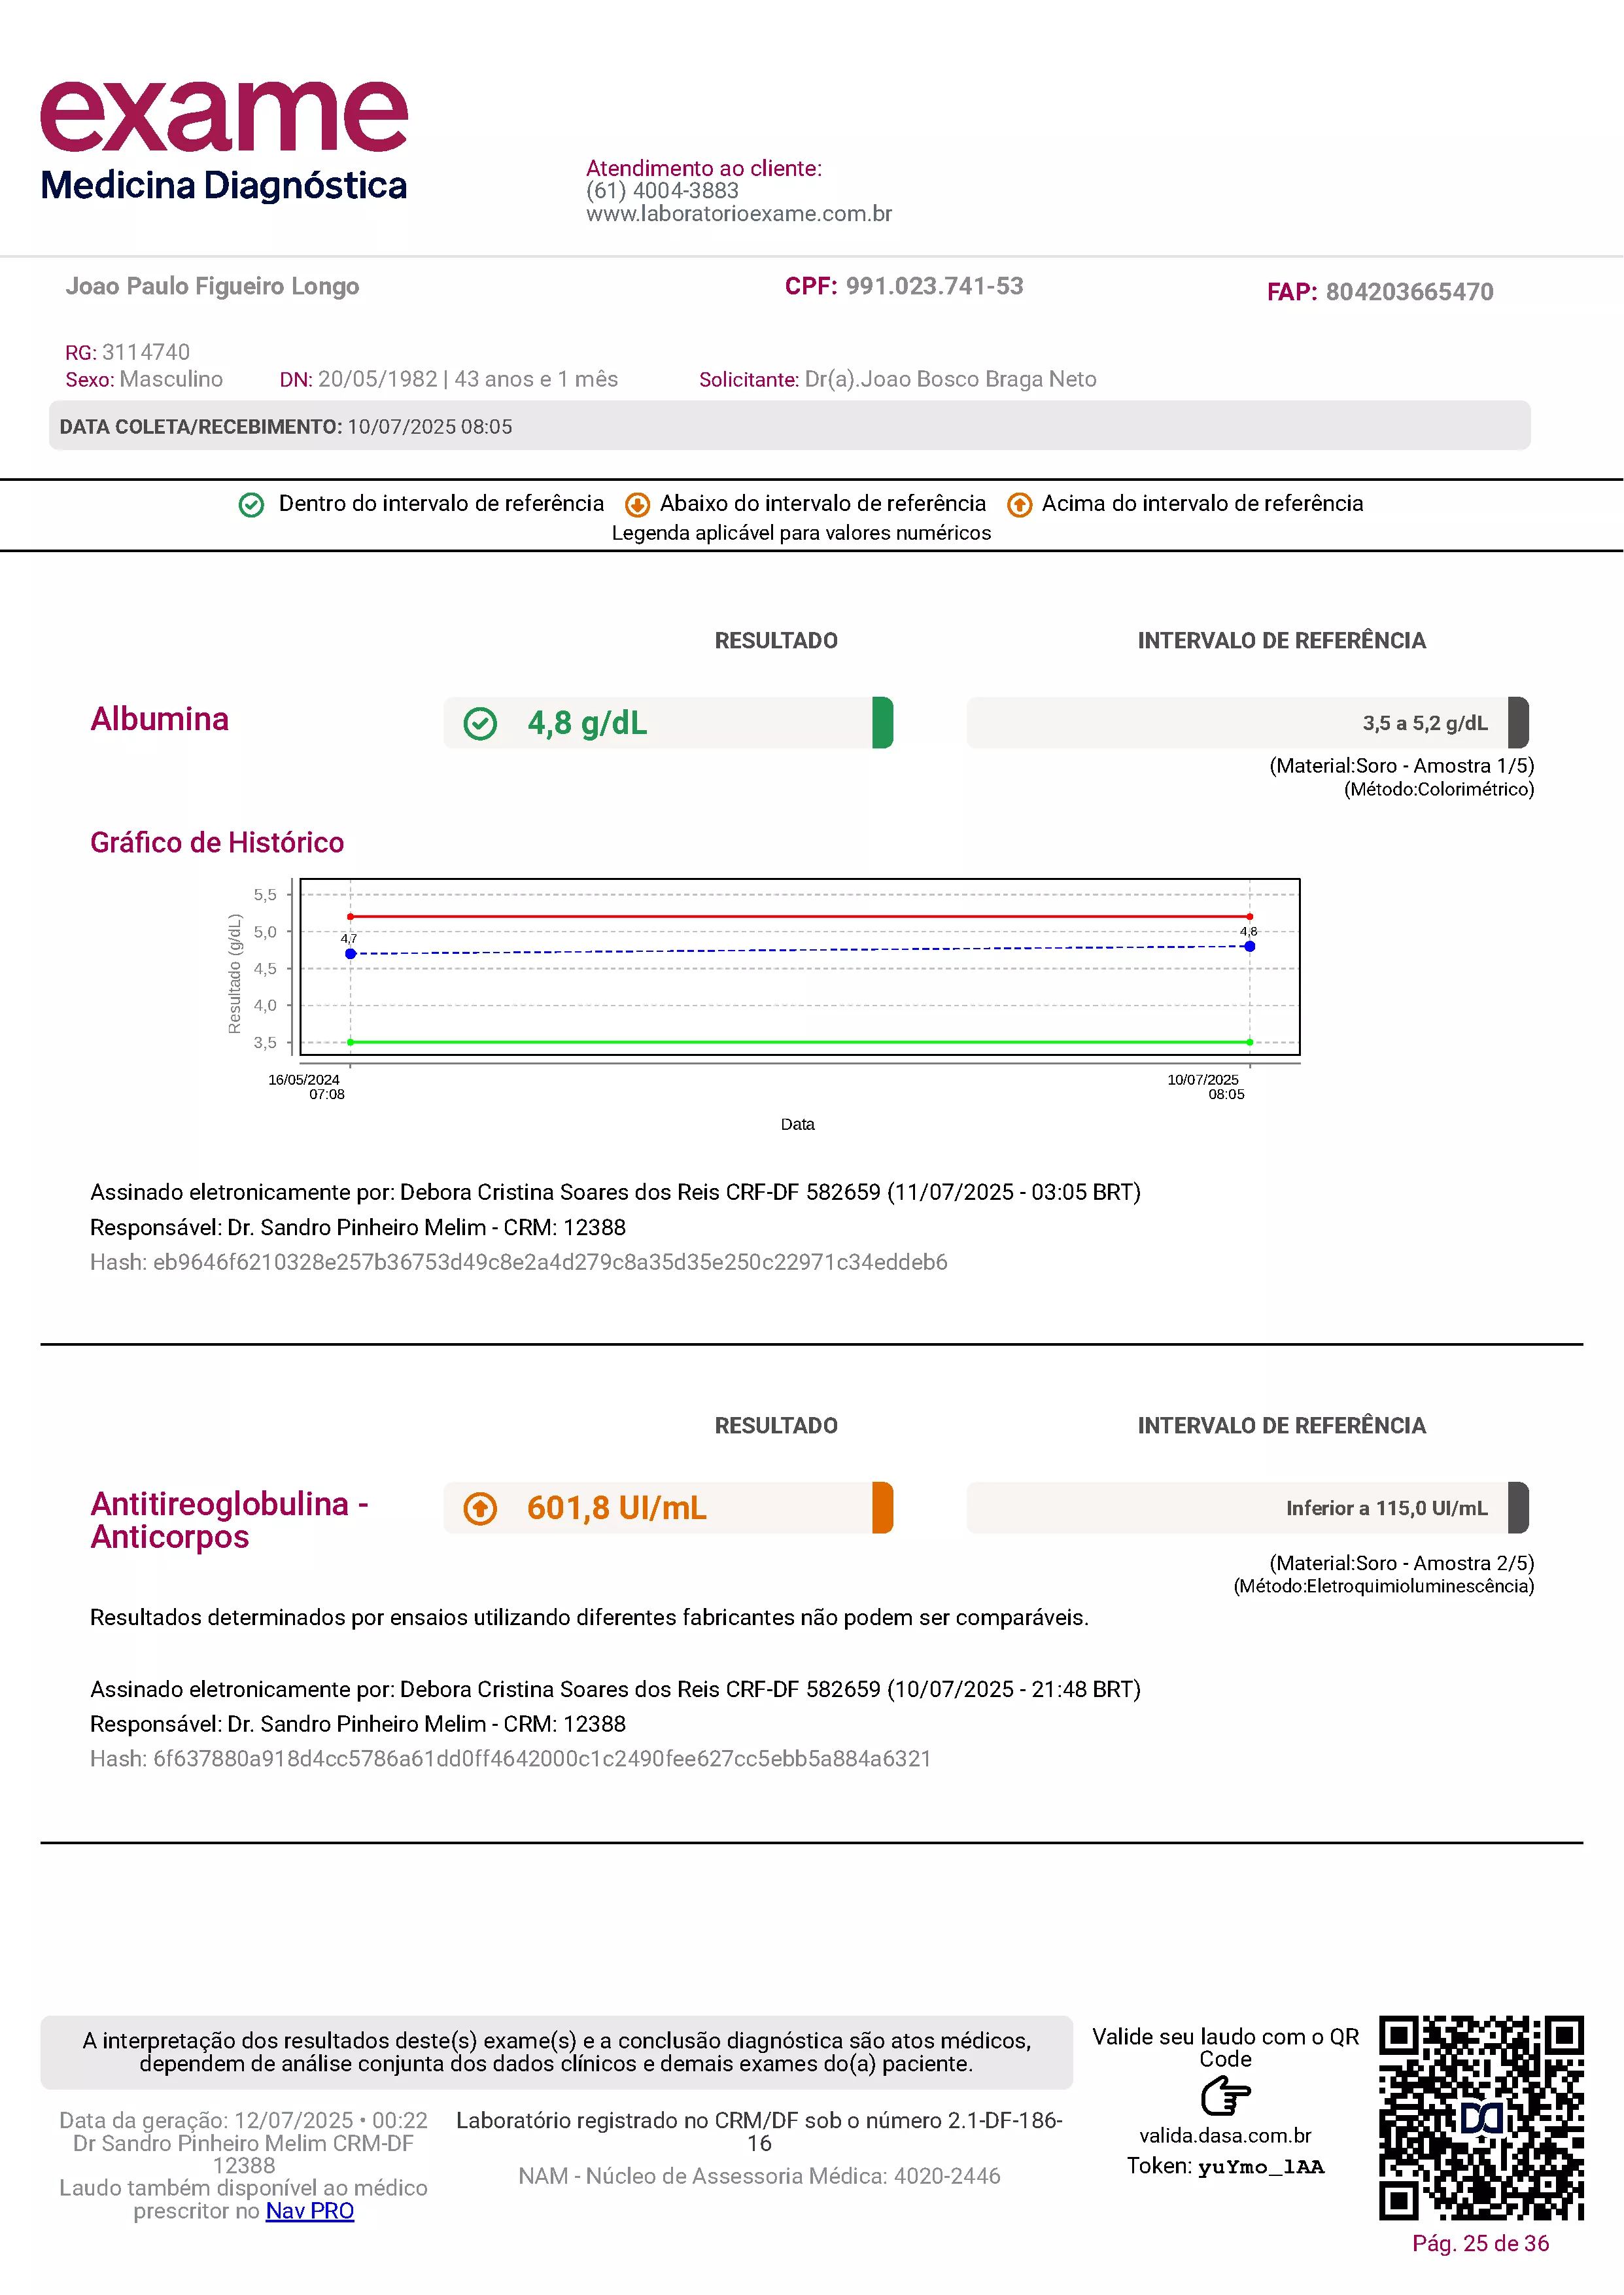 exame
Medicina Diagnóstica
Atendimento ao cliente:
(61) 4004-3883
www.laboratorioexame.com.br
Joao Paulo Figueiro Longo
CPF: 991.023.741-53
FAP: 804203665470
RG: 3114740
Sexo: Masculino DN: 20/05/1982 | 43 anos e 1 mês Solicitante: Dr(a).Joao Bosco Braga Neto
DATA COLETA/RECEBIMENTO: 10/07/2025 08:05
Dentro do intervalo de referência Abaixo do intervalo de referência Acima do intervalo de referência
Legenda aplicável para valores numéricos
RESULTADO INTERVALO DE REFERÊNCIA
Albumina 4,8 g/dL 3,5 a 5,2 g/dL
(Material:Soro - Amostra 1/5)
(Método:Colorimétrico)
Gráfico de Histórico
Resultado (g/dL)
5,5
5,0
4,5
4,0
3,5
4,7
4,8
16/05/2024
07:08
10/07/2025
08:05
Data
Assinado eletronicamente por: Debora Cristina Soares dos Reis CRF-DF 582659 (11/07/2025 - 03:05 BRT)
Responsável: Dr. Sandro Pinheiro Melim - CRM: 12388
Hash: eb9646f6210328e257b36753d49c8e2a4d279c8a35d35e250c22971c34eddeb6
RESULTADO INTERVALO DE REFERÊNCIA
Antitireoglobulina -
Anticorpos
601,8 UI/mL
Inferior a 115,0 UI/mL
(Material:Soro - Amostra 2/5)
(Método:Eletroquimioluminescência)
Resultados determinados por ensaios utilizando diferentes fabricantes não podem ser comparáveis.
Assinado eletronicamente por: Debora Cristina Soares dos Reis CRF-DF 582659 (10/07/2025 - 21:48 BRT)
Responsável: Dr. Sandro Pinheiro Melim - CRM: 12388
Hash: 6f637880a918d4cc5786a61dd0ff4642000c1c2490fee627cc5ebb5a884a6321
A interpretação dos resultados deste(s) exame(s) e a conclusão diagnóstica são atos médicos,
dependem de análise conjunta dos dados clínicos e demais exames do(a) paciente.
Data da geração: 12/07/2025 • 00:22
Dr Sandro Pinheiro Melim CRM-DF
12388
Laudo também disponível ao médico
prescritor no Nav PRO
Laboratório registrado no CRM/DF sob o número 2.1-DF-186-
16
NAM - Núcleo de Assessoria Médica: 4020-2446
Valide seu laudo com o QR
Code
valida.dasa.com.br
Token: yuYmo_lAA
Pág. 25 de 36